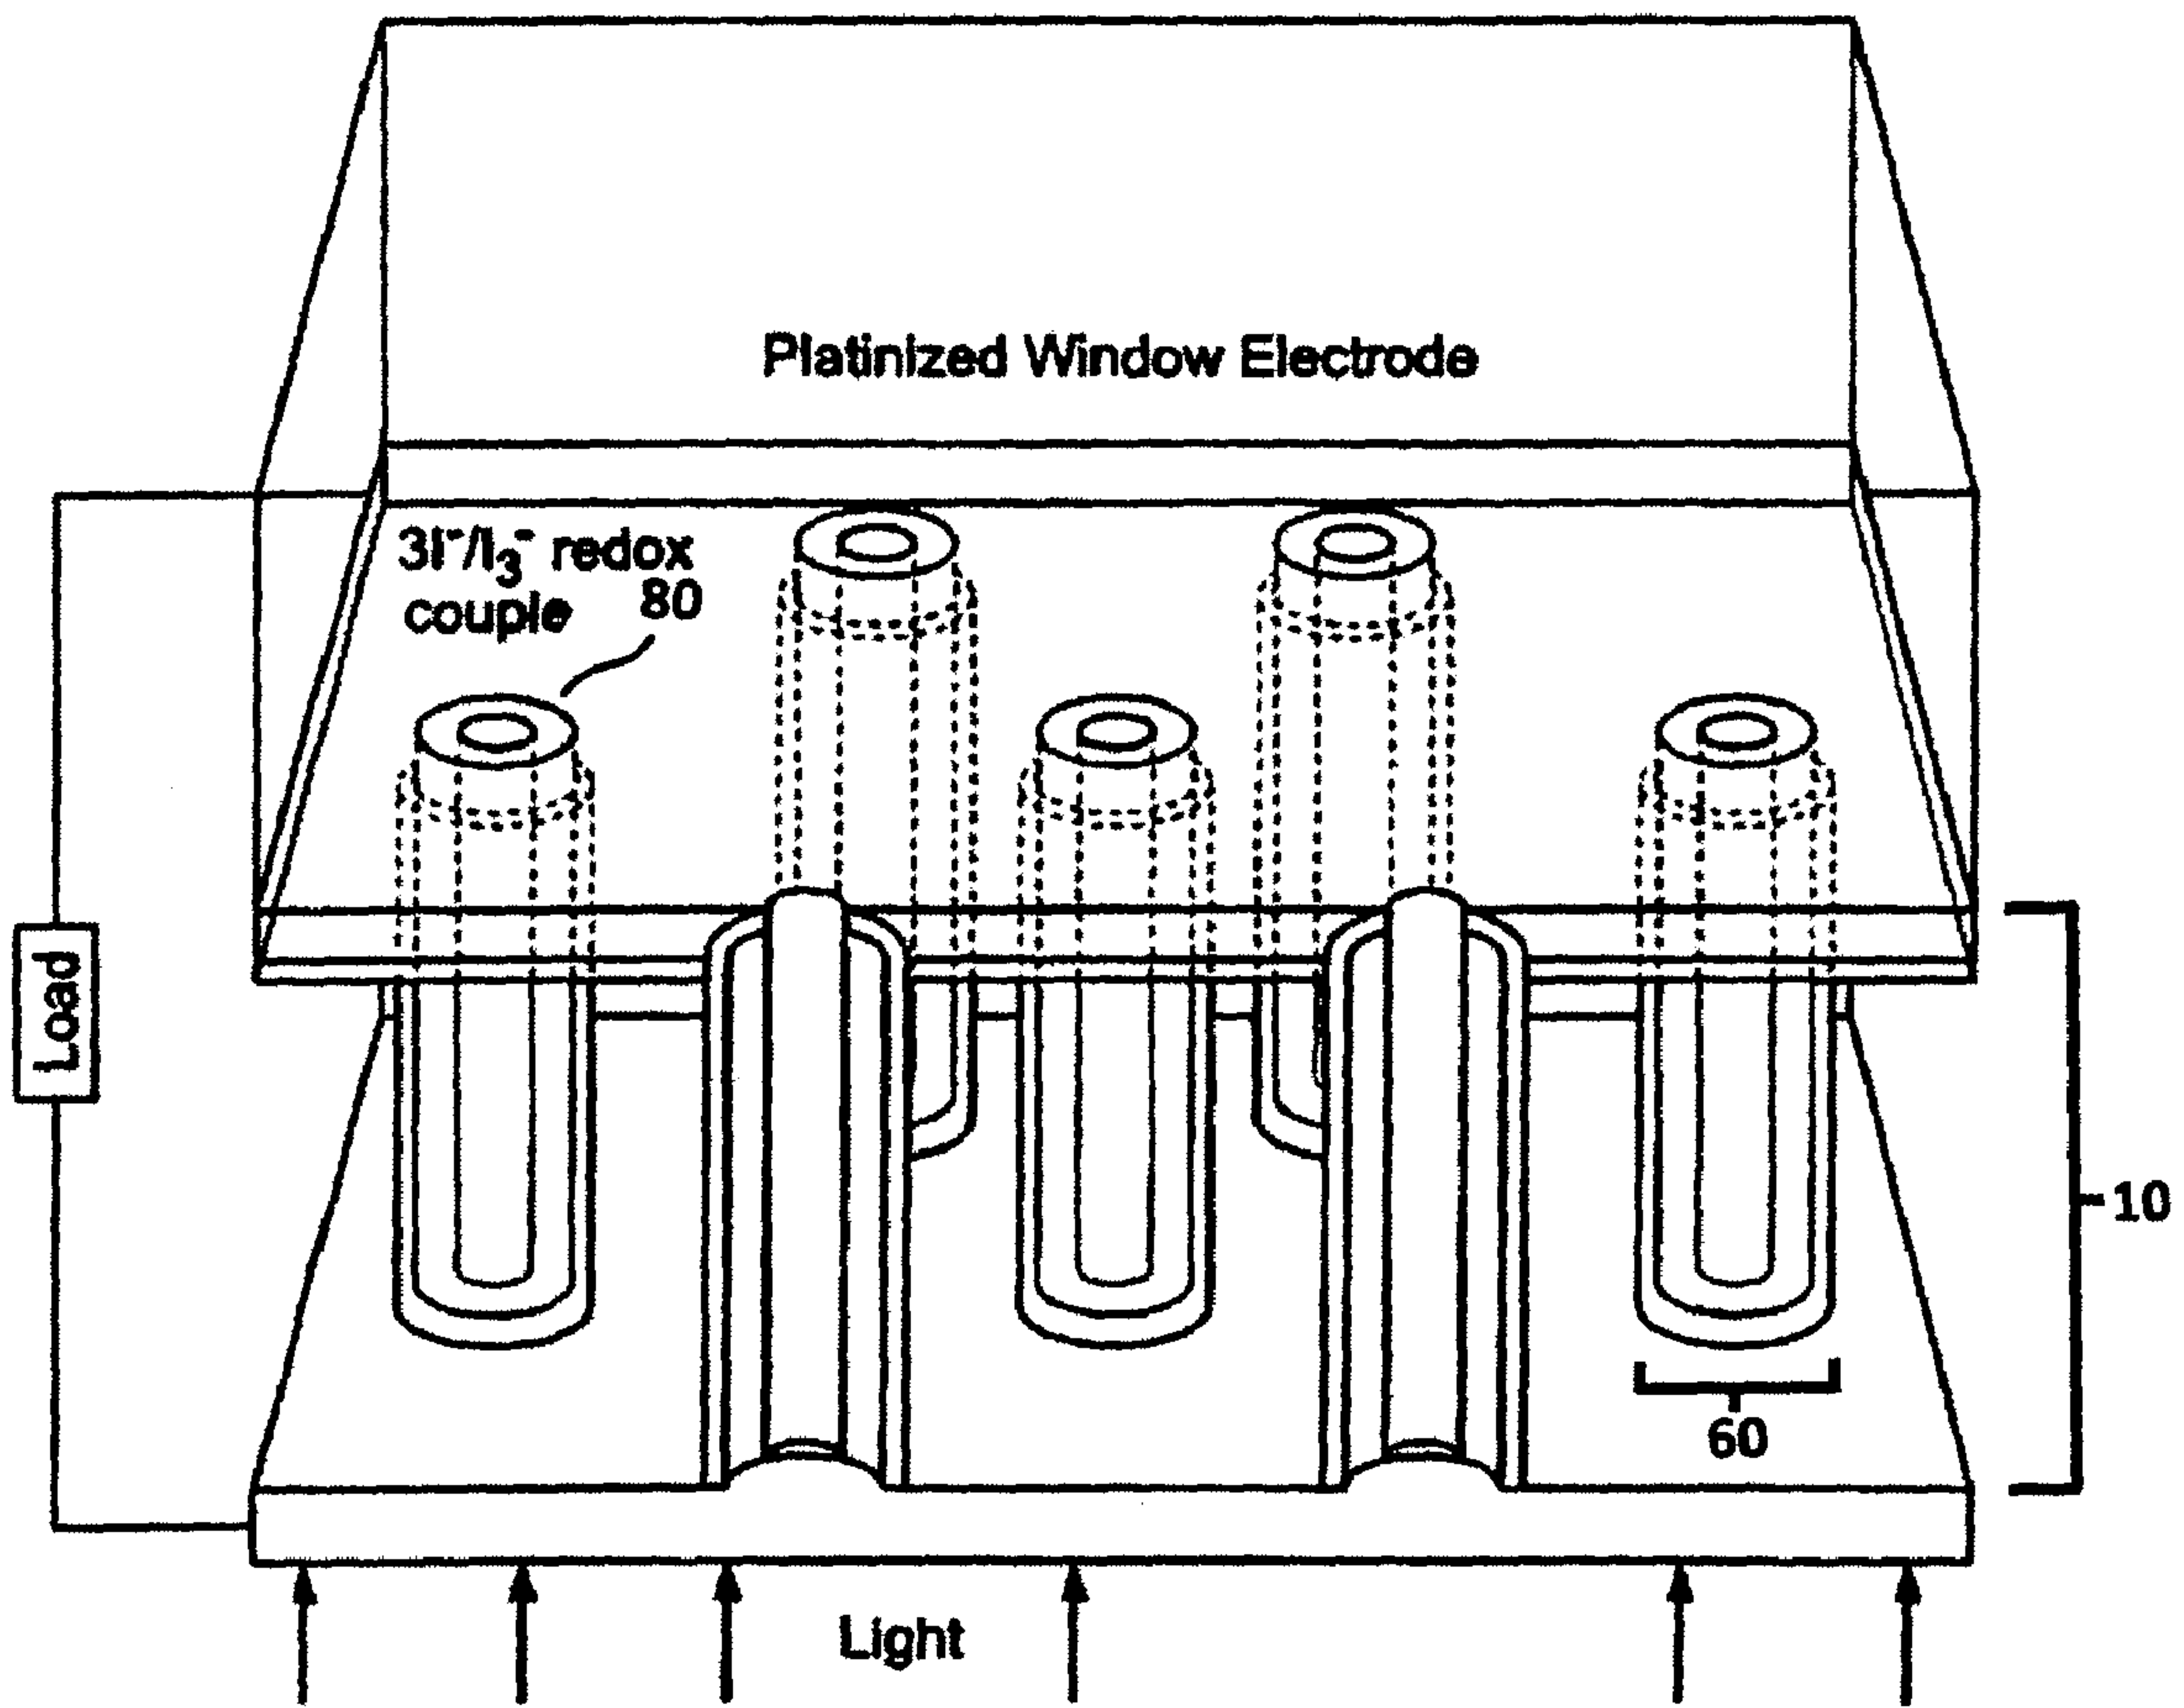 Platinized Window Electrode
3I⁻/I₃⁻ redox
couple 80
Load
10
60
Light